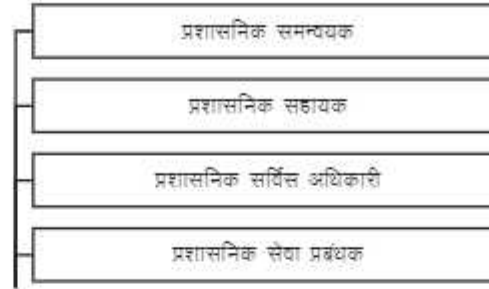 प्रशासनिक समन्वयक
प्रशासनिक सहायक
प्रशासनिक सर्विस अधिकारी
प्रशासनिक सेवा प्रबंधक